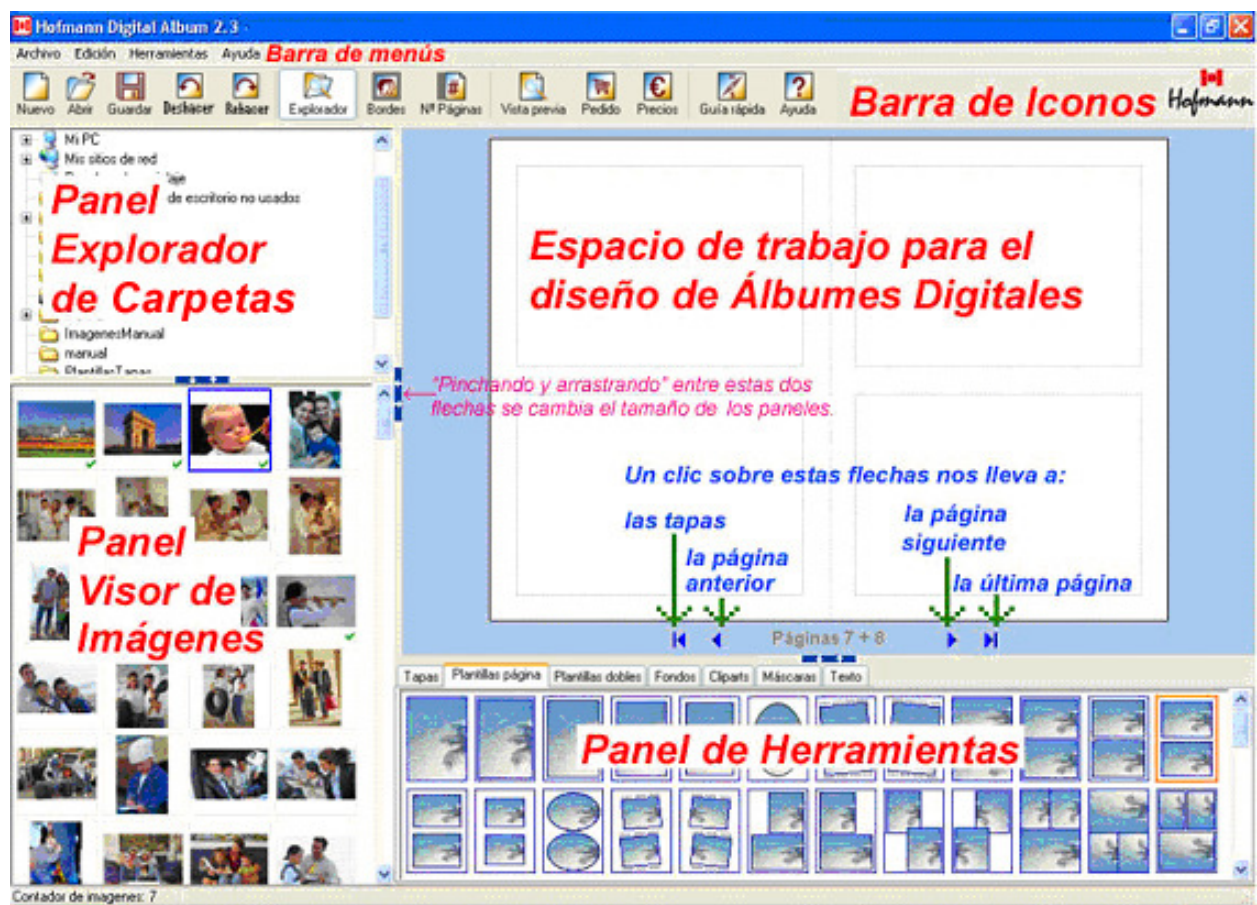 Hofmann Digital Album 2.3 -
Archivo Edición Herramientas Ayuda Barra de menús
Nuevo Abrir Guardar Deshacer Rehacer Explorador Bordes Nº Páginas Vista previa Pedido Precios Guía rápida Ayuda
Barra de Iconos
Hofmann
Mi PC
Mis sitios de red
de escritorio no usados
Panel
Explorador
de Carpetas
ImagenesManual
manual
PlantillasTapas
Espacio de trabajo para el
diseño de Álbumes Digitales
"Pinchando y arrastrando" entre estas dos
flechas se cambia el tamaño de los paneles.
Un clic sobre estas flechas nos lleva a:
las tapas
la página
anterior
la página
siguiente
la última página
Páginas 7 + 8
Panel
Visor de
Imágenes
Tapas Plantillas página Plantillas dobles Fondos Cliparts Máscaras Texto
Panel de Herramientas
Contador de imagenes: 7